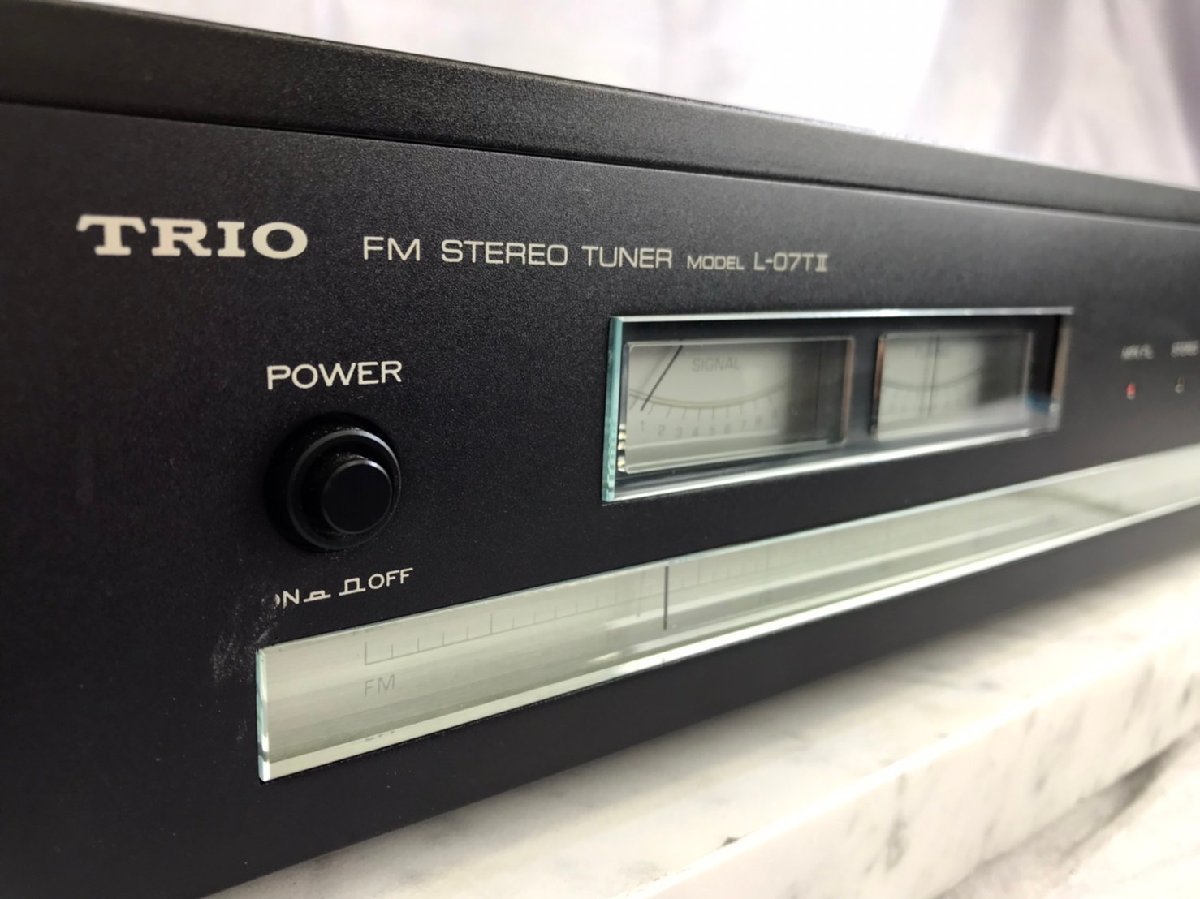 TRIO FM STEREO TUNER MODEL L-07TII
POWER
SIGNAL
1 2 3 4 5 6 7 8
ON OFF
FM